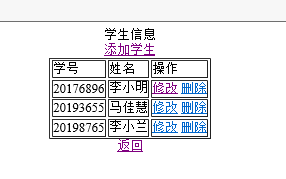 学生信息
添加学生
学号 姓名 操作
20176896 李小明 修改 删除
20193655 马佳慧 修改 删除
20198765 李小兰 修改 删除
返回